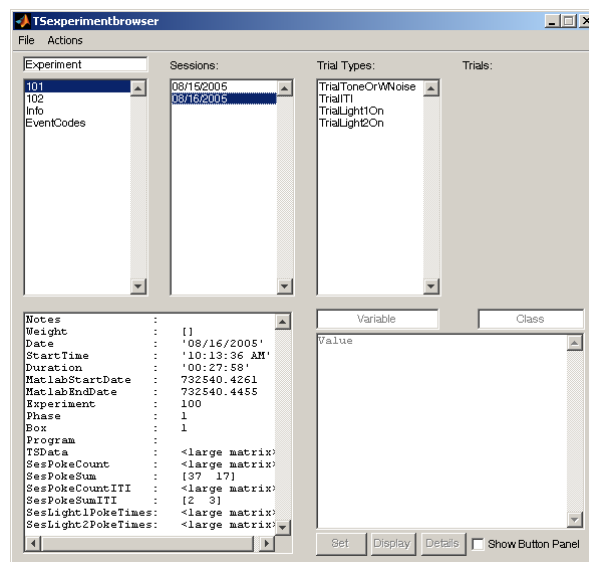 TSexperimentbrowser
File Actions
Experiment
Sessions:
Trial Types:
Trials:
101
102
Info
EventCodes
08/15/2005
08/16/2005
TrialToneOrWNoise
TrialITI
TrialLight1On
TrialLight2On
Notes :
Weight : []
Date : '08/16/2005'
StartTime : '10:13:36 AM'
Duration : '00:27:58'
MatlabStartDate : 732540.4261
MatlabEndDate : 732540.4455
Experiment : 100
Phase : 1
Box : 1
Program :
TSData : <large matrix>
SesPokeCount : <large matrix>
SesPokeSum : [37 17]
SesPokeCountITI : <large matrix>
SesPokeSumITI : [2 3]
SesLight1PokeTimes: <large matrix>
SesLight2PokeTimes: <large matrix>
Variable
Class
Value
Set
Display
Details
Show Button Panel